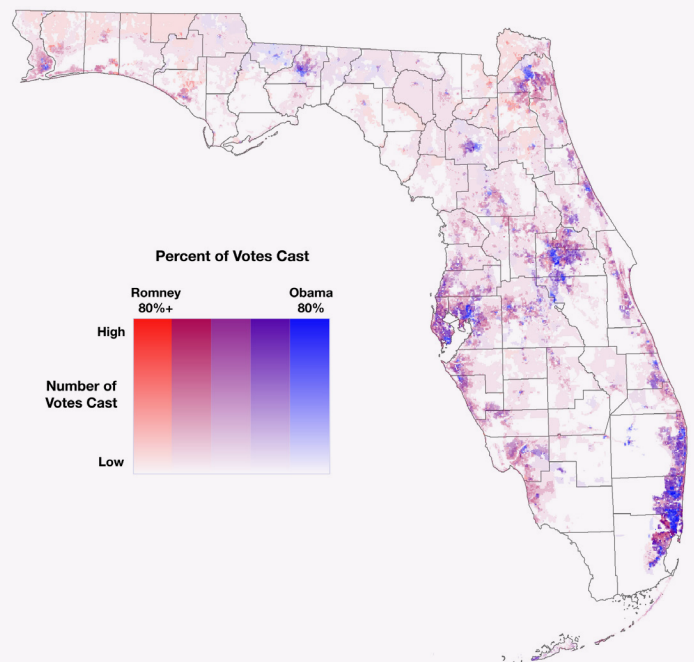 Percent of Votes Cast
Romney Obama
80%+ 80%
High
Number of
Votes Cast
Low